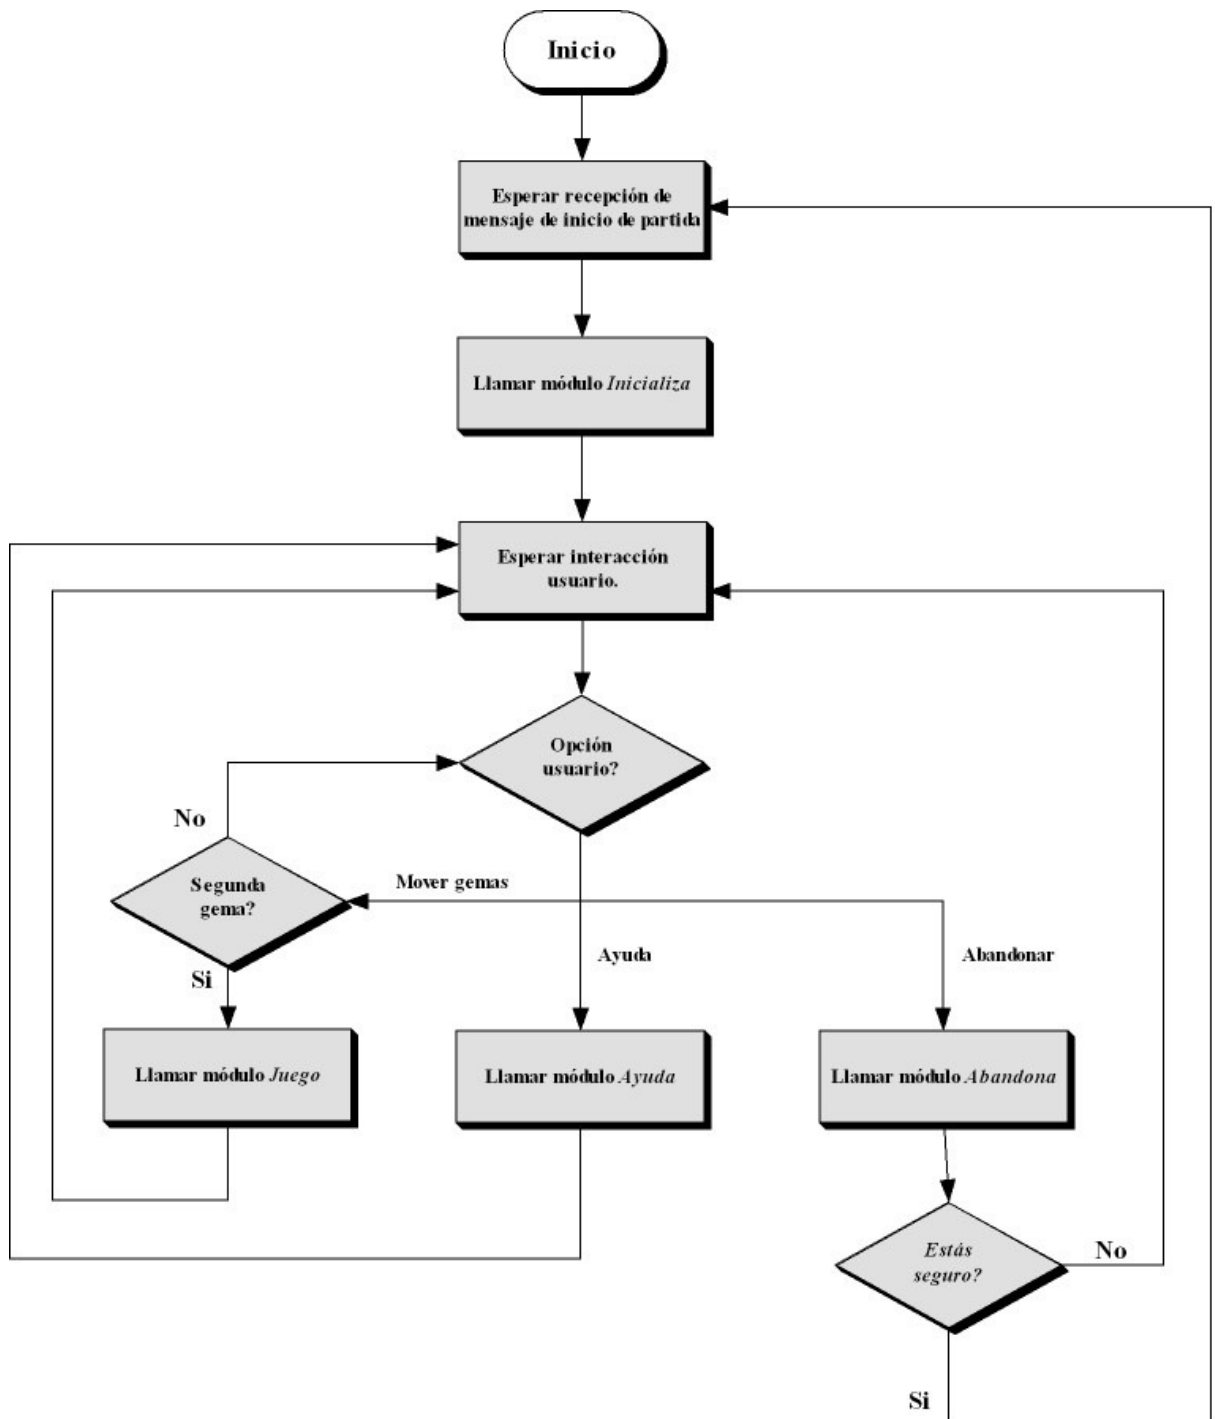 Inicio
Esperar recepción de
mensaje de inicio de partida
Llamar módulo Inicializa
Esperar interacción
usuario.
Opción
usuario?
No
Segunda
gema?
Mover gemas
Si
Ayuda
Abandonar
Llamar módulo Juego
Llamar módulo Ayuda
Llamar módulo Abandona
Estás
seguro?
No
Si